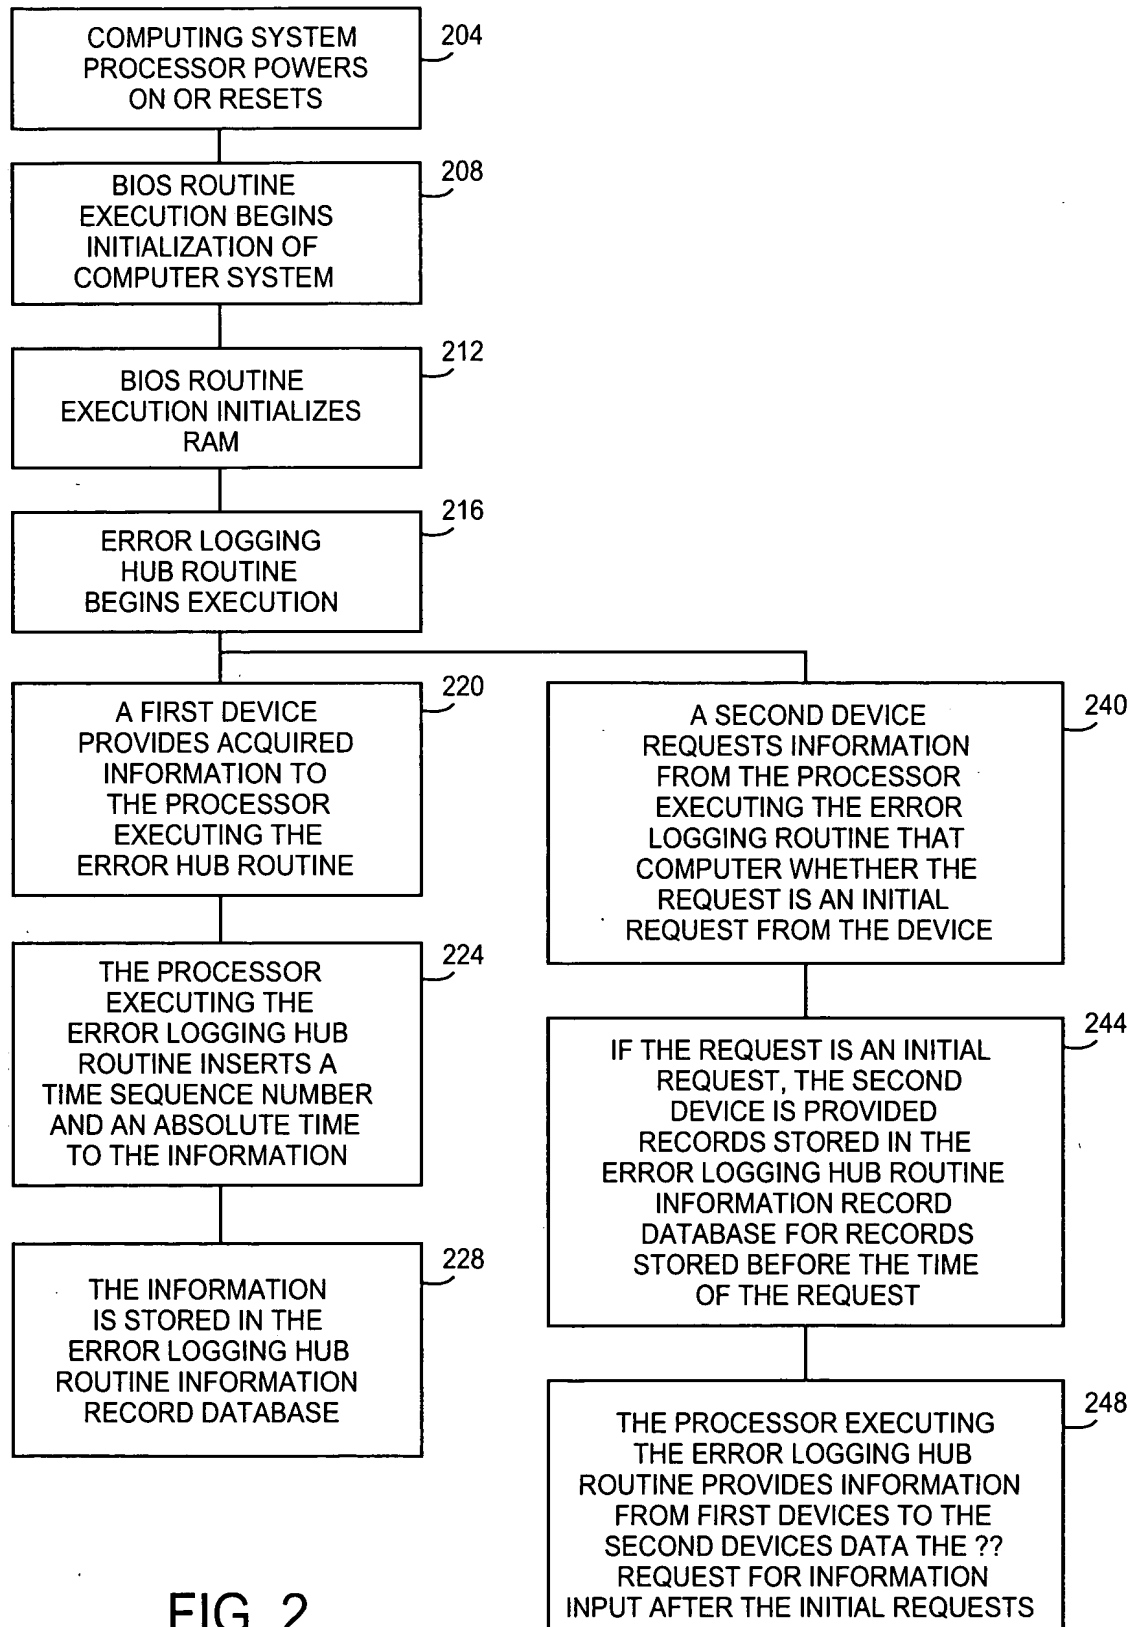 COMPUTING SYSTEM
PROCESSOR POWERS
ON OR RESETS
204
BIOS ROUTINE
EXECUTION BEGINS
INITIALIZATION OF
COMPUTER SYSTEM
208
BIOS ROUTINE
EXECUTION INITIALIZES
RAM
212
ERROR LOGGING
HUB ROUTINE
BEGINS EXECUTION
216
A FIRST DEVICE
PROVIDES ACQUIRED
INFORMATION TO
THE PROCESSOR
EXECUTING THE
ERROR HUB ROUTINE
220
THE PROCESSOR
EXECUTING THE
ERROR LOGGING HUB
ROUTINE INSERTS A
TIME SEQUENCE NUMBER
AND AN ABSOLUTE TIME
TO THE INFORMATION
224
THE INFORMATION
IS STORED IN THE
ERROR LOGGING HUB
ROUTINE INFORMATION
RECORD DATABASE
228
A SECOND DEVICE
REQUESTS INFORMATION
FROM THE PROCESSOR
EXECUTING THE ERROR
LOGGING ROUTINE THAT
COMPUTER WHETHER THE
REQUEST IS AN INITIAL
REQUEST FROM THE DEVICE
240
IF THE REQUEST IS AN INITIAL
REQUEST, THE SECOND
DEVICE IS PROVIDED
RECORDS STORED IN THE
ERROR LOGGING HUB ROUTINE
INFORMATION RECORD
DATABASE FOR RECORDS
STORED BEFORE THE TIME
OF THE REQUEST
244
THE PROCESSOR EXECUTING
THE ERROR LOGGING HUB
ROUTINE PROVIDES INFORMATION
FROM FIRST DEVICES TO THE
SECOND DEVICES DATA THE ??
REQUEST FOR INFORMATION
INPUT AFTER THE INITIAL REQUESTS
248
FIG. 2